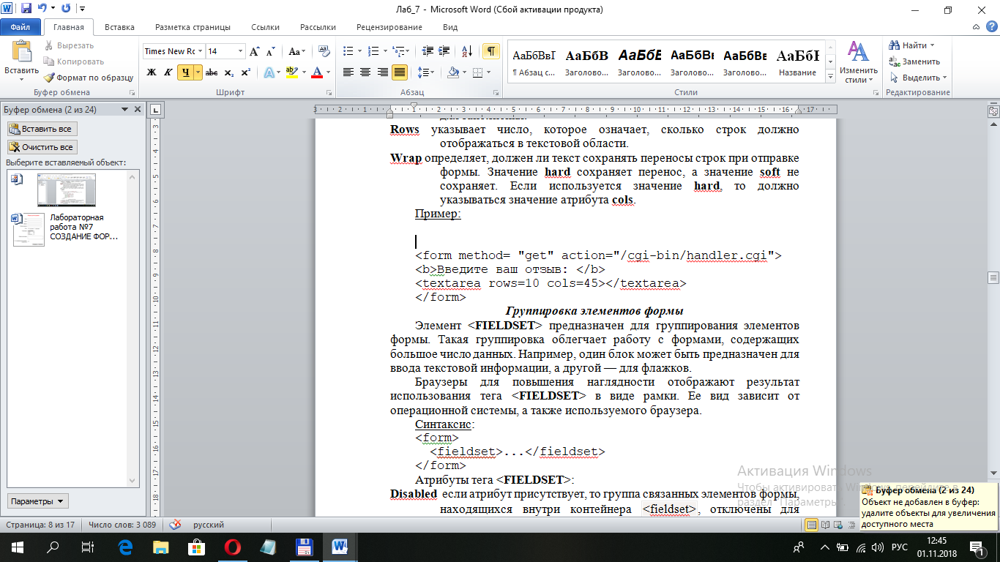 Лаб_7 - Microsoft Word (Сбой активации продукта)
Файл Главная Вставка Разметка страницы Ссылки Рассылки Рецензирование Вид
Вставить
Вырезать
Копировать
Формат по образцу
Буфер обмена
Times New Rc 14
Ж К Ч abc x₂ x²
Шрифт
Абзац
АаБбВвГ АаБбВ АаБбЕ АаБбВв АаБбВв АаБбЕ
¶ Абзац с... Заголово... Заголово... Заголово... Заголово... Название
Изменить стили
Стили
Найти
Заменить
Выделить
Редактирование
Буфер обмена (2 из 24)
Вставить все
Очистить все
Выберите вставляемый объект:
Лабораторная
работа №7
СОЗДАНИЕ ФОР...
Параметры
Rows указывает число, которое означает, сколько строк должно
отображаться в текстовой области.
Wrap определяет, должен ли текст сохранять переносы строк при отправке
формы. Значение hard сохраняет перенос, а значение soft не
сохраняет. Если используется значение hard, то должно
указываться значение атрибута cols.
Пример:
<form method= "get" action="/cgi-bin/handler.cgi">
<b>Введите ваш отзыв: </b>
<textarea rows=10 cols=45></textarea>
</form>
Группировка элементов формы
Элемент <FIELDSET> предназначен для группирования элементов
формы. Такая группировка облегчает работу с формами, содержащих
большое число данных. Например, один блок может быть предназначен для
ввода текстовой информации, а другой — для флажков.
Браузеры для повышения наглядности отображают результат
использования тега <FIELDSET> в виде рамки. Ее вид зависит от
операционной системы, а также используемого браузера.
Синтаксис:
<form>
<fieldset>...</fieldset>
</form>
Атрибуты тега <FIELDSET>:
Disabled если атрибут присутствует, то группа связанных элементов формы,
находящихся внутри контейнера <fieldset>, отключены для
Активация Windows
Чтобы активировать Windows, перейдите в
раздел "Параметры".
Буфер обмена (2 из 24)
Объект не добавлен в буфер:
удалите объекты для увеличения
доступного места
Страница: 8 из 17 Число слов: 3 089 русский
РУС
12:45
01.11.2018
1